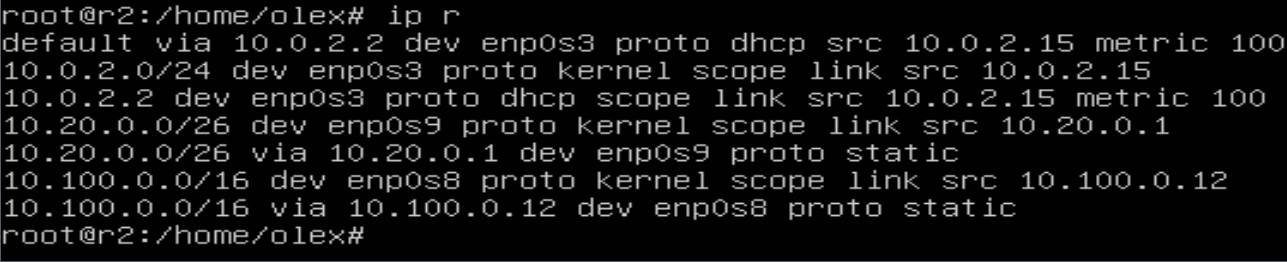 root@r2:/home/olex# ip r
default via 10.0.2.2 dev enp0s3 proto dhcp src 10.0.2.15 metric 100
10.0.2.0/24 dev enp0s3 proto kernel scope link src 10.0.2.15
10.0.2.2 dev enp0s3 proto dhcp scope link src 10.0.2.15 metric 100
10.20.0.0/26 dev enp0s9 proto kernel scope link src 10.20.0.1
10.20.0.0/26 via 10.20.0.1 dev enp0s9 proto static
10.100.0.0/16 dev enp0s8 proto kernel scope link src 10.100.0.12
10.100.0.0/16 via 10.100.0.12 dev enp0s8 proto static
root@r2:/home/olex#